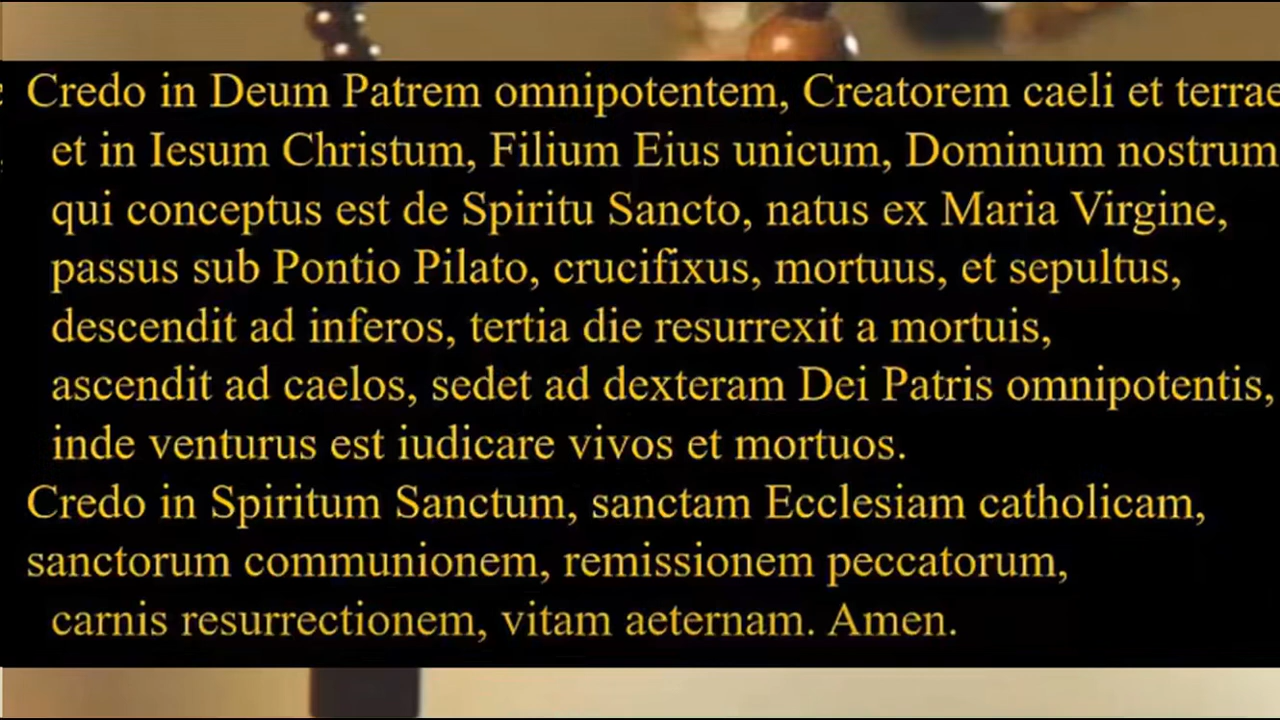 Credo in Deum Patrem omnipotentem, Creatorem caeli et terrae
et in Iesum Christum, Filium Eius unicum, Dominum nostrum
qui conceptus est de Spiritu Sancto, natus ex Maria Virgine,
passus sub Pontio Pilato, crucifixus, mortuus, et sepultus,
descendit ad inferos, tertia die resurrexit a mortuis,
ascendit ad caelos, sedet ad dexteram Dei Patris omnipotentis,
inde venturus est iudicare vivos et mortuos.
Credo in Spiritum Sanctum, sanctam Ecclesiam catholicam,
sanctorum communionem, remissionem peccatorum,
carnis resurrectionem, vitam aeternam. Amen.